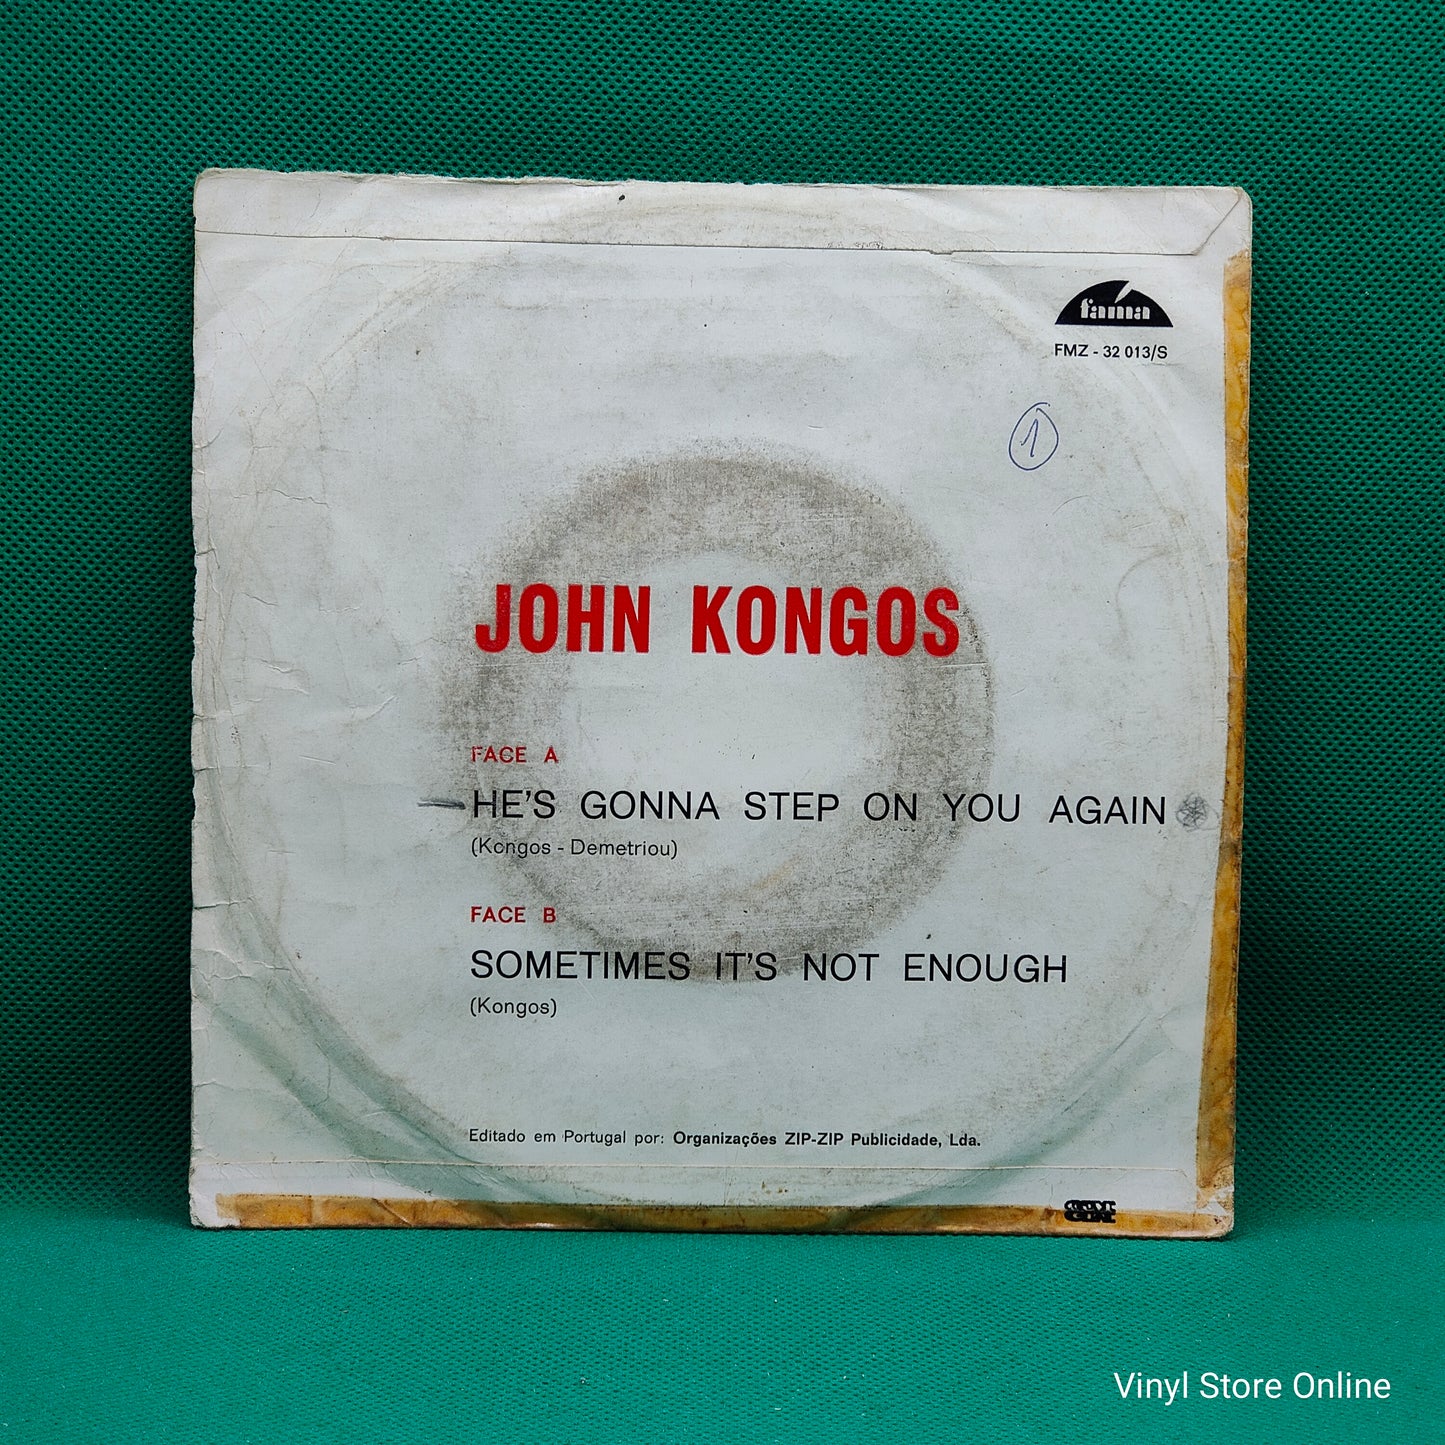 fama
FMZ - 32 013/S
1
JOHN KONGOS
FACE A
HE'S GONNA STEP ON YOU AGAIN
(Kongos - Demetriou)
FACE B
SOMETIMES IT'S NOT ENOUGH
(Kongos)
Editado em Portugal por: Organizações ZIP-ZIP Publicidade, Lda.
Vinyl Store Online